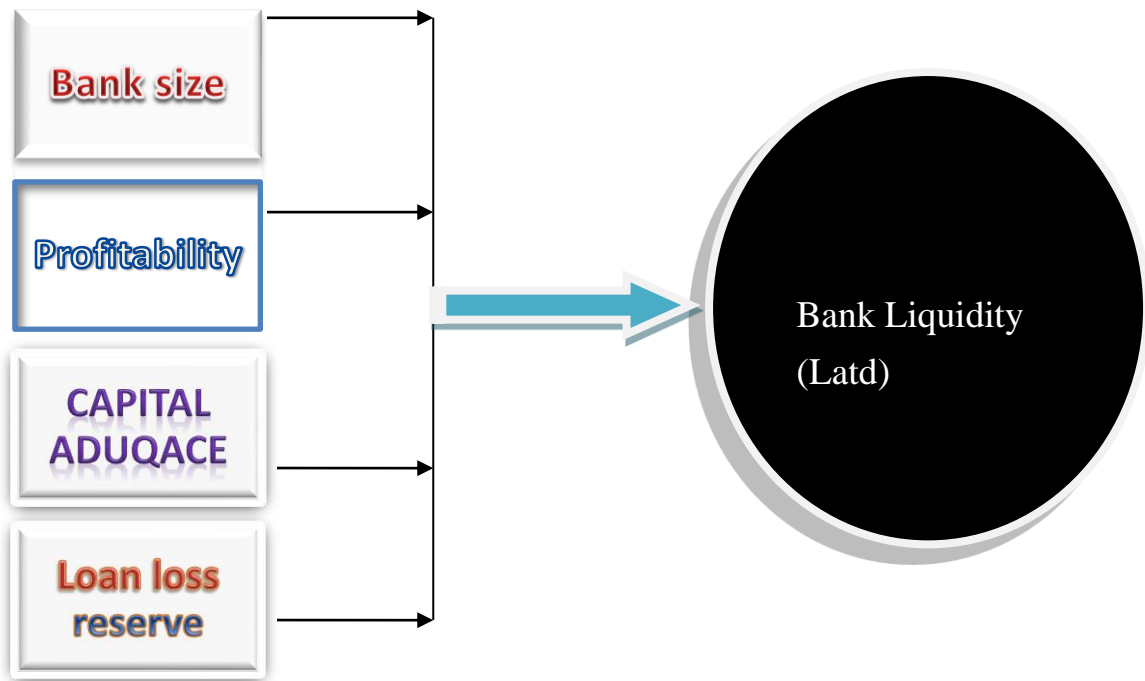 Bank size
Profitability
CAPITAL
ADUQACE
Loan loss
reserve
Bank Liquidity
(Latd)